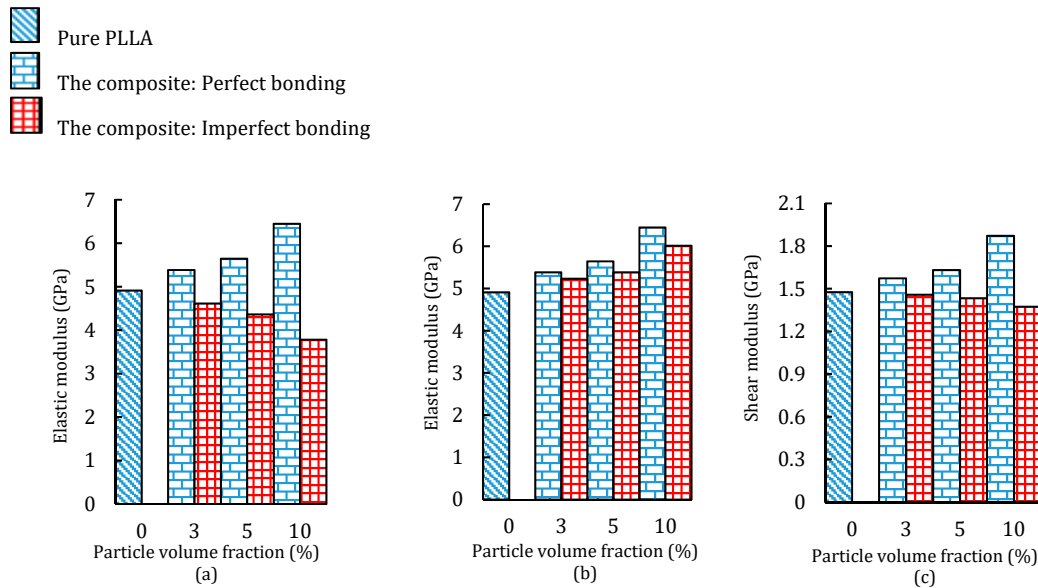 Pure PLLA
The composite: Perfect bonding
The composite: Imperfect bonding
7
6
5
4
3
2
1
0
Elastic modulus (GPa)
0 3 5 10
Particle volume fraction (%)
(a)
7
6
5
4
3
2
1
0
Elastic modulus (GPa)
0 3 5 10
Particle volume fraction (%)
(b)
2.1
1.8
1.5
1.2
0.9
0.6
0.3
0
Shear modulus (GPa)
0 3 5 10
Particle volume fraction (%)
(c)